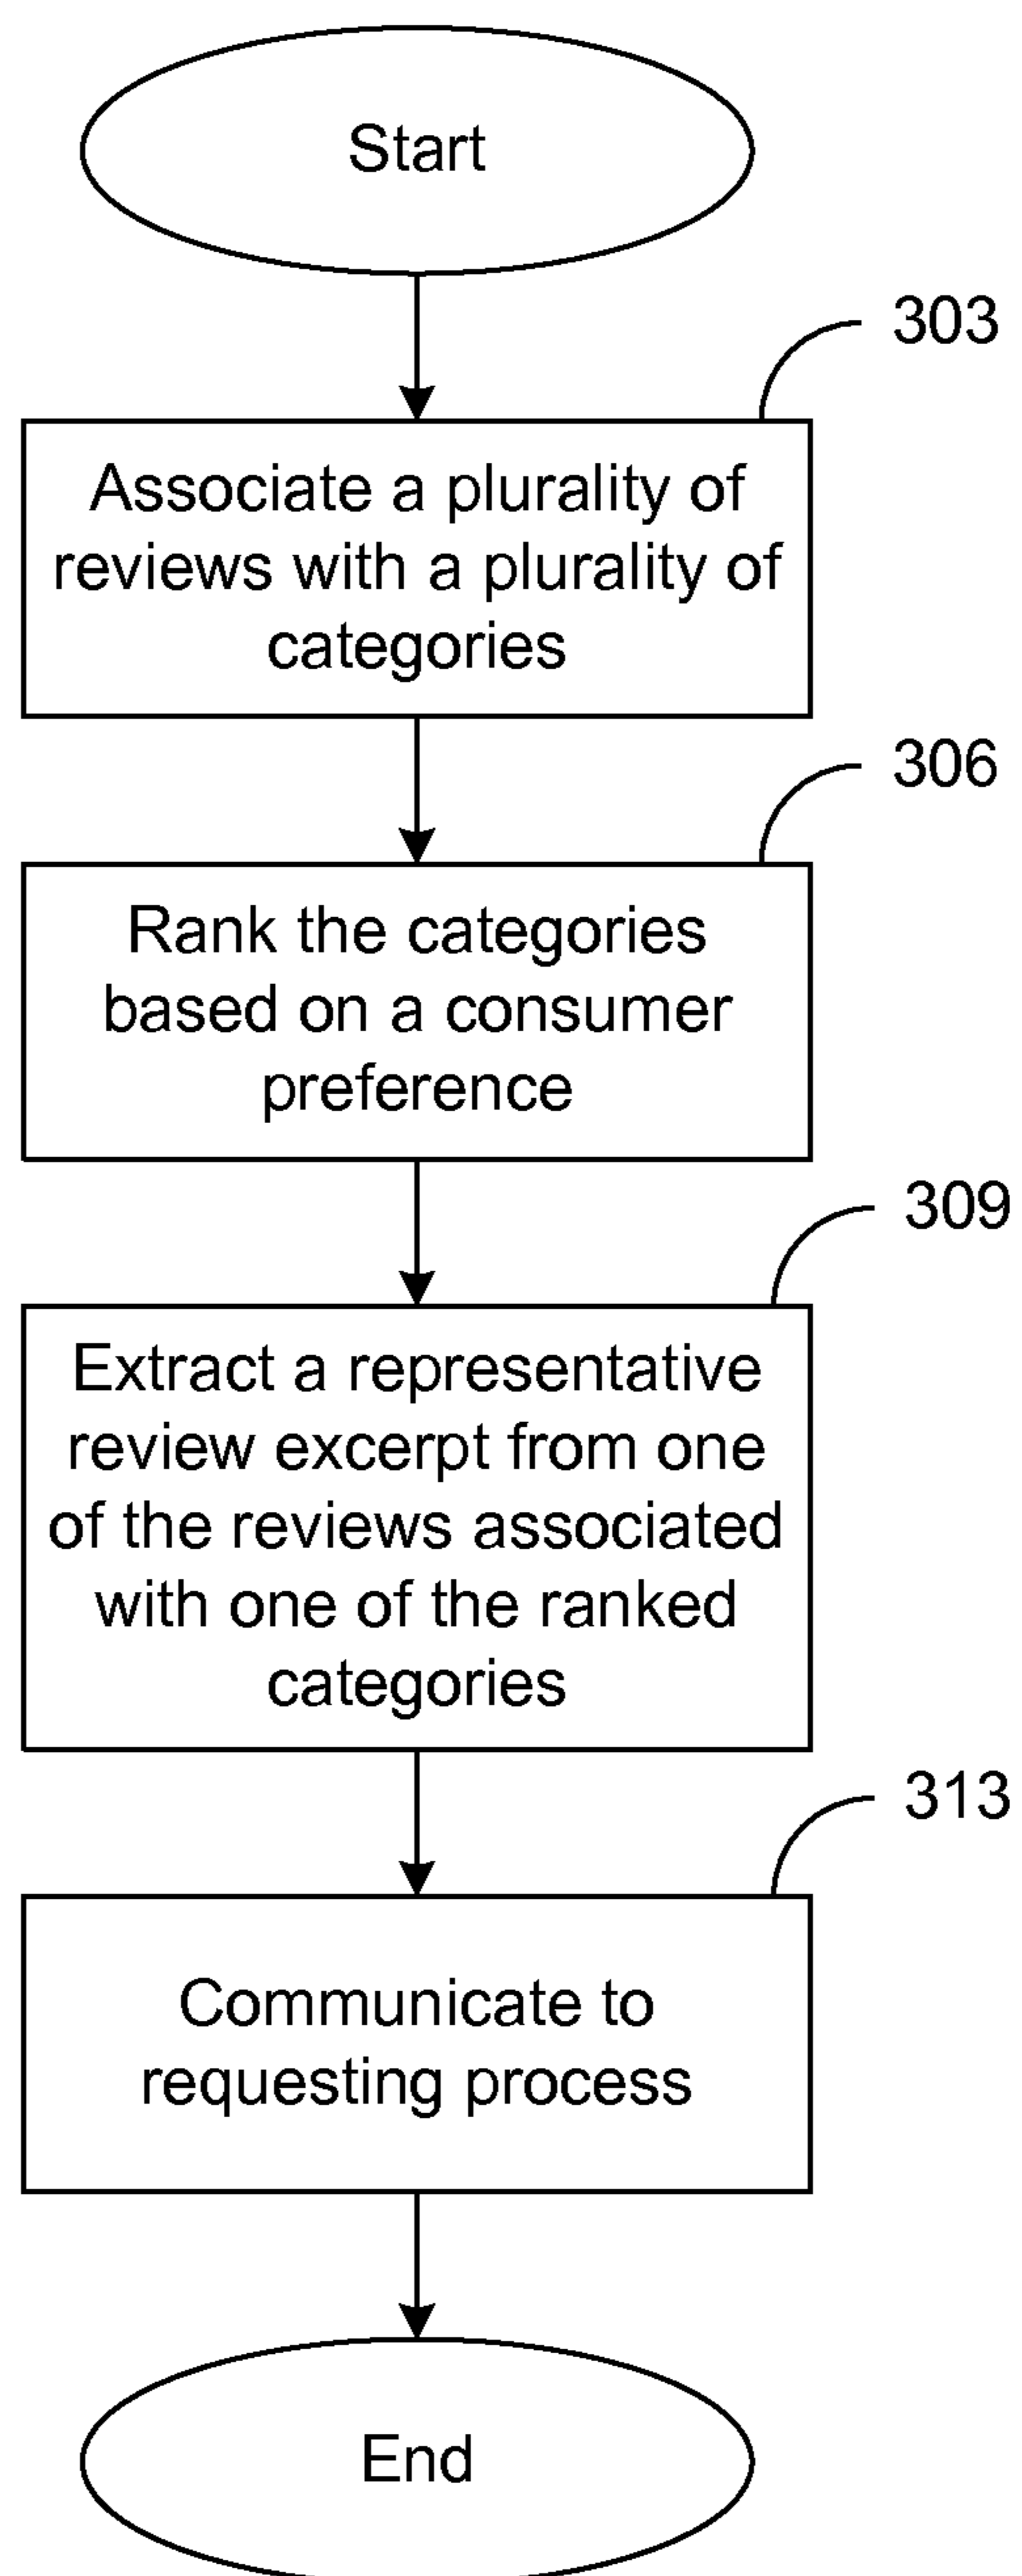 Start
303
Associate a plurality of
reviews with a plurality of
categories
306
Rank the categories
based on a consumer
preference
309
Extract a representative
review excerpt from one
of the reviews associated
with one of the ranked
categories
313
Communicate to
requesting process
End